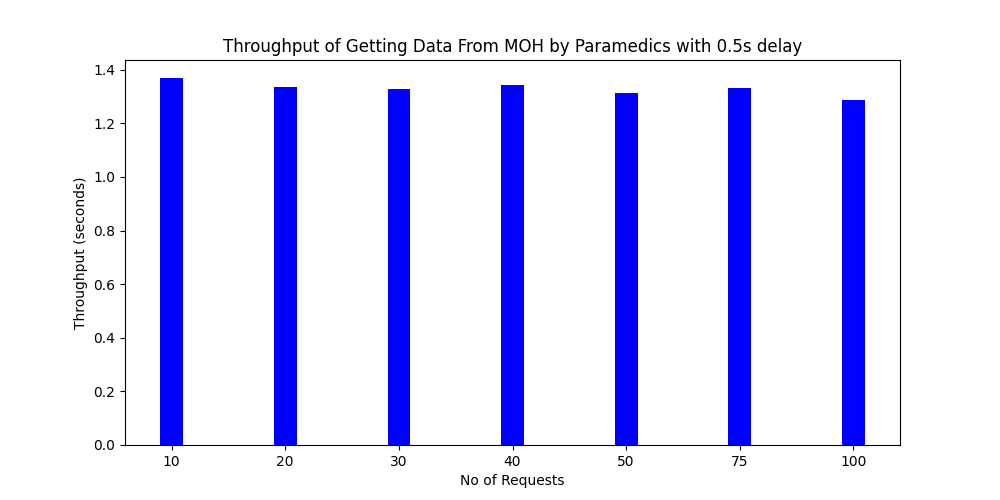 Throughput of Getting Data From MOH by Paramedics with 0.5s delay
1.4
1.2
1.0
0.8
0.6
0.4
0.2
0.0
Throughput (seconds)
10 20 30 40 50 75 100
No of Requests